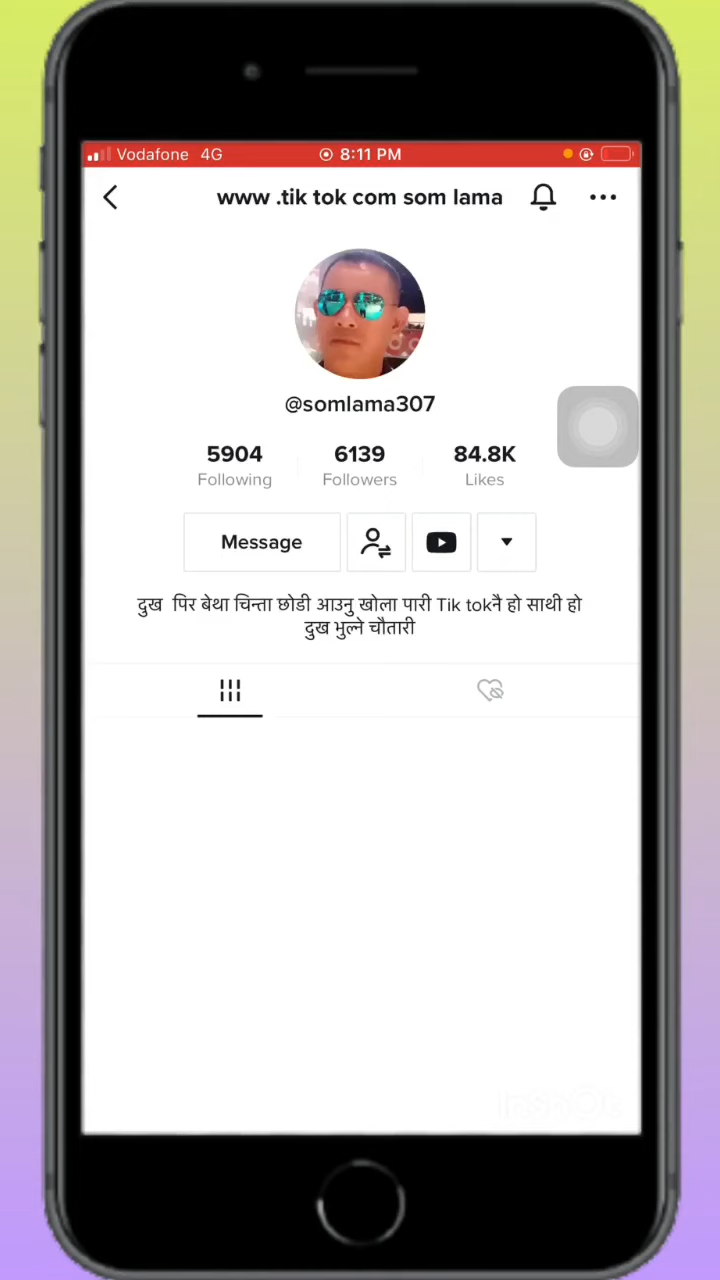 Vodafone 4G 8:11 PM
www .tik tok com som lama
@somlama307
5904 6139 84.8K
Following Followers Likes
Message
दुख पिर बेथा चिन्ता छोडी आउनु खोला पारी Tik tokनै हो साथी हो
दुख भुल्ने चौतारी